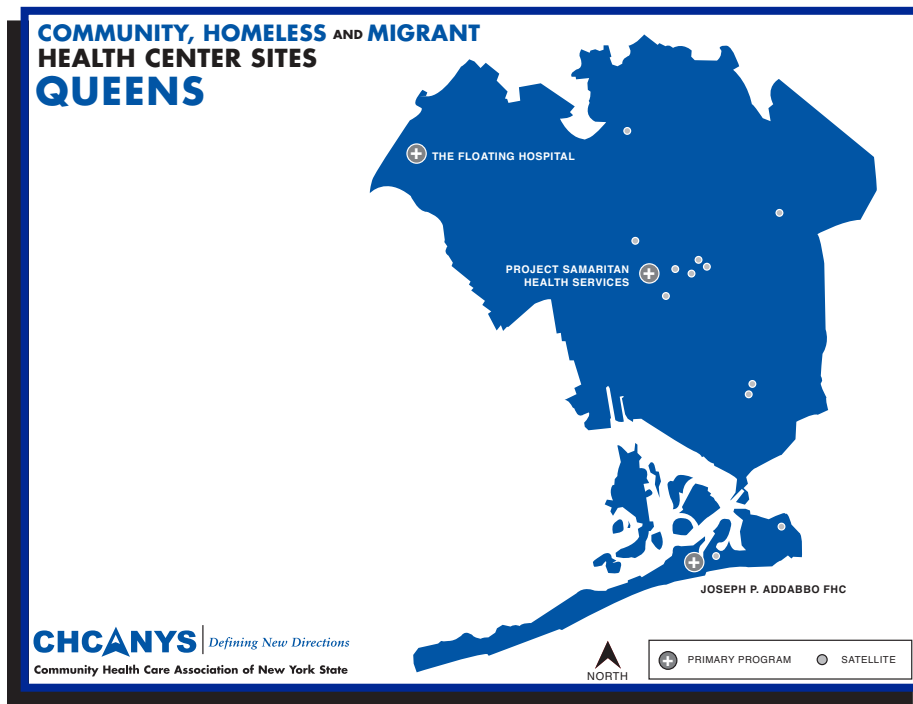 COMMUNITY, HOMELESS AND MIGRANT
HEALTH CENTER SITES
QUEENS
THE FLOATING HOSPITAL
PROJECT SAMARITAN
HEALTH SERVICES
JOSEPH P. ADDABBO FHC
CHCANYS Defining New Directions
Community Health Care Association of New York State
NORTH
PRIMARY PROGRAM SATELLITE